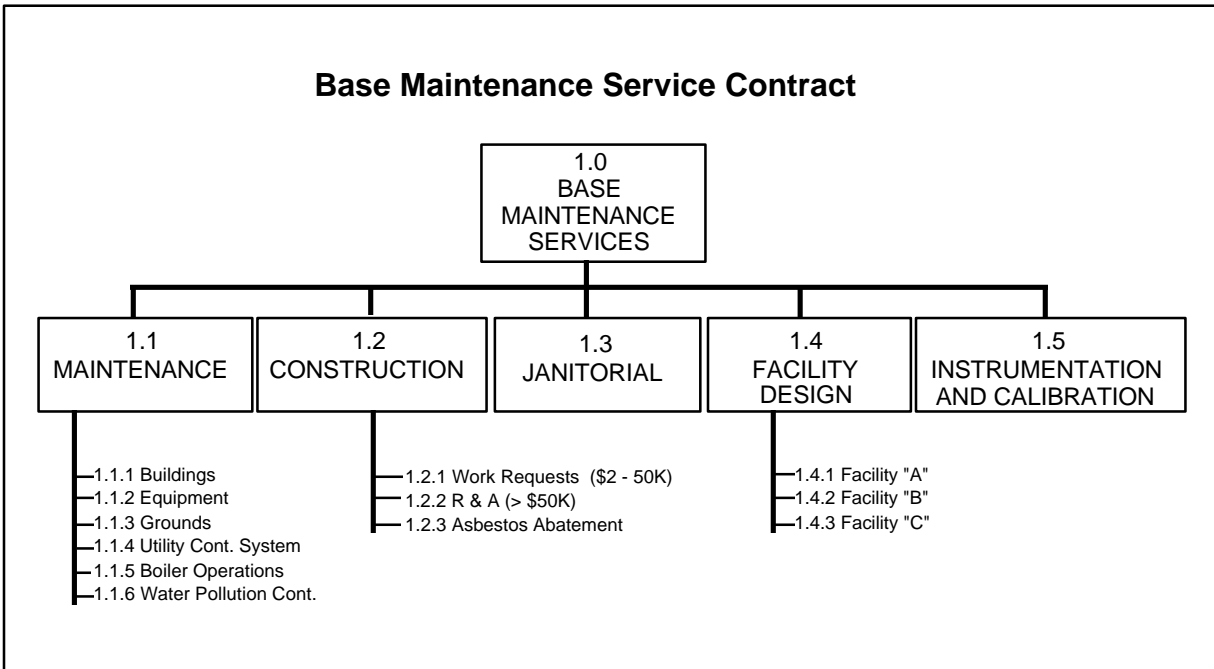 Base Maintenance Service Contract
1.0
BASE
MAINTENANCE
SERVICES
1.1
MAINTENANCE
1.2
CONSTRUCTION
1.3
JANITORIAL
1.4
FACILITY
DESIGN
1.5
INSTRUMENTATION
AND CALIBRATION
1.1.1 Buildings
1.1.2 Equipment
1.1.3 Grounds
1.1.4 Utility Cont. System
1.1.5 Boiler Operations
1.1.6 Water Pollution Cont.
1.2.1 Work Requests ($2 - 50K)
1.2.2 R & A (> $50K)
1.2.3 Asbestos Abatement
1.4.1 Facility "A"
1.4.2 Facility "B"
1.4.3 Facility "C"